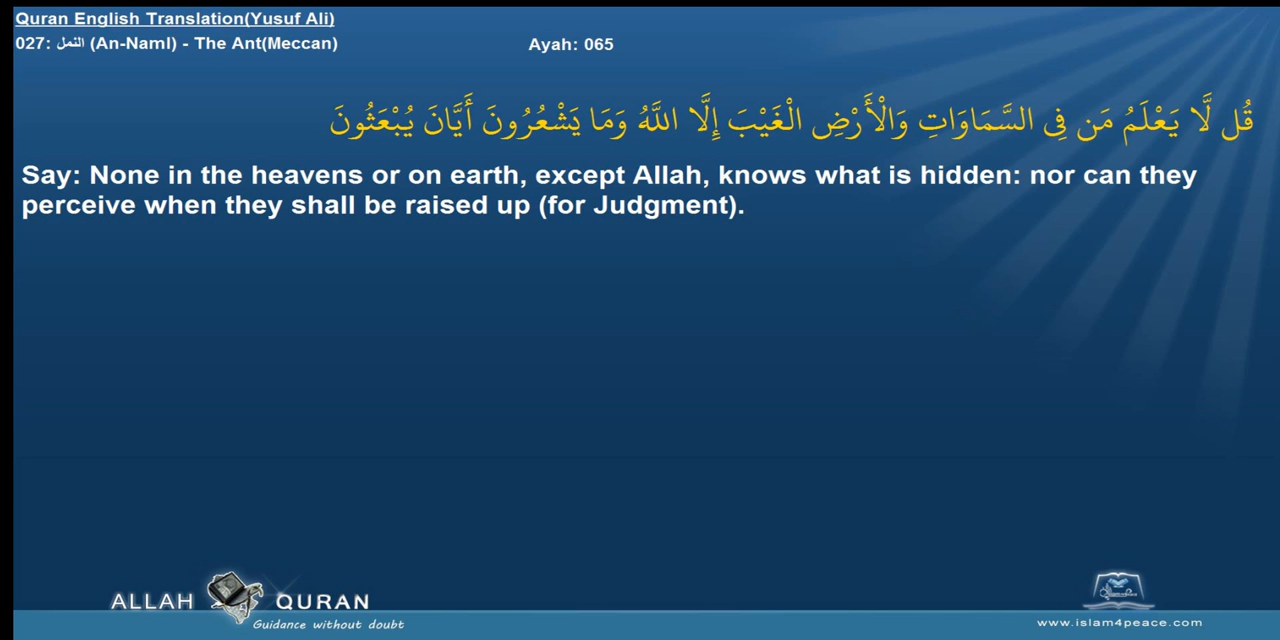 Quran English Translation(Yusuf Ali)
027: النمل (An-Naml) - The Ant(Meccan)
Ayah: 065
قُل لَّا يَعْلَمُ مَن فِي السَّمَاوَاتِ وَالْأَرْضِ الْغَيْبَ إِلَّا اللَّهُ وَمَا يَشْعُرُونَ أَيَّانَ يُبْعَثُونَ
Say: None in the heavens or on earth, except Allah, knows what is hidden: nor can they
perceive when they shall be raised up (for Judgment).
ALLAH QURAN
Guidance without doubt
www.islam4peace.com